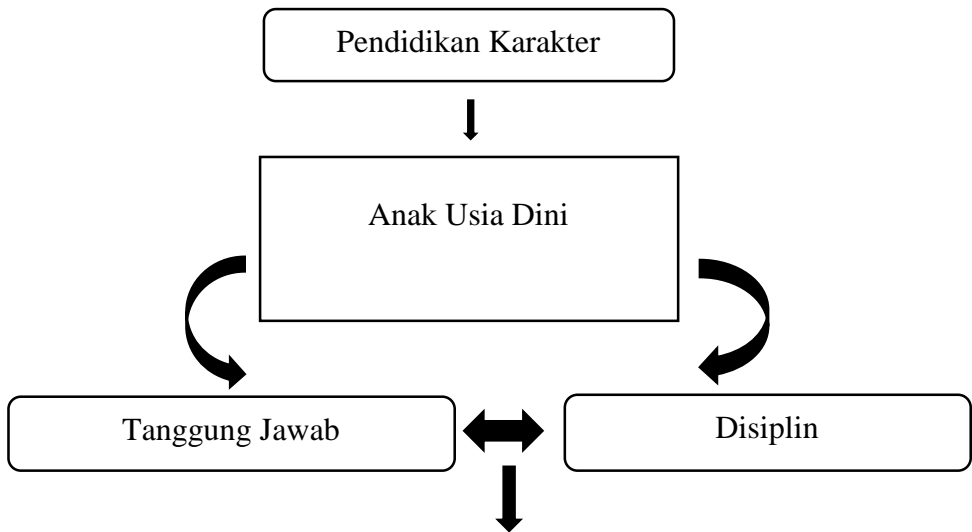 Pendidikan Karakter
Anak Usia Dini
Tanggung Jawab
Disiplin